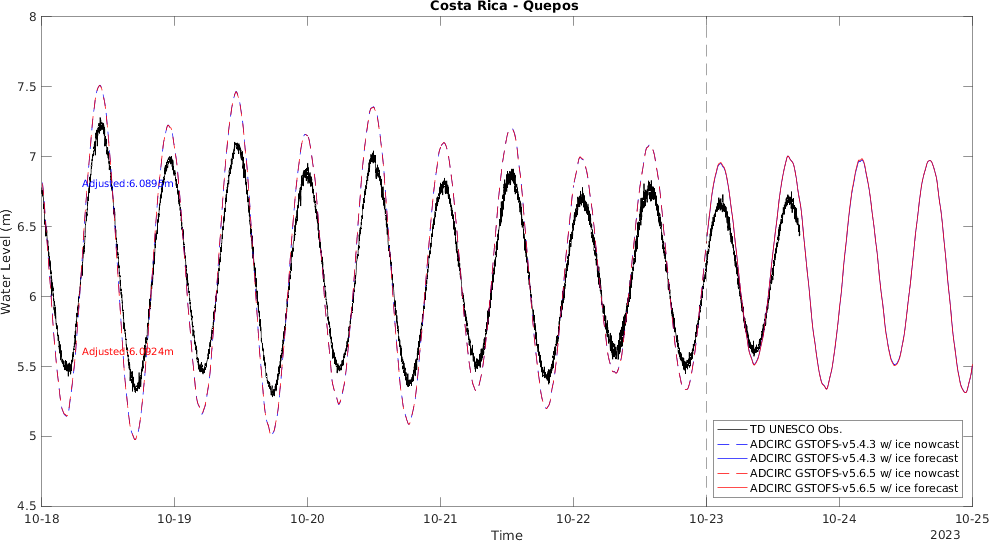 Costa Rica - Quepos
8
7.5
7
6.5
6
5.5
5
4.5
Water Level (m)
Adjusted:6.0895m
Adjusted:6.0924m
TD UNESCO Obs.
ADCIRC GSTOFS-v5.4.3 w/ ice nowcast
ADCIRC GSTOFS-v5.4.3 w/ ice forecast
ADCIRC GSTOFS-v5.6.5 w/ ice nowcast
ADCIRC GSTOFS-v5.6.5 w/ ice forecast
10-18 10-19 10-20 10-21 10-22 10-23 10-24 10-25
Time
2023